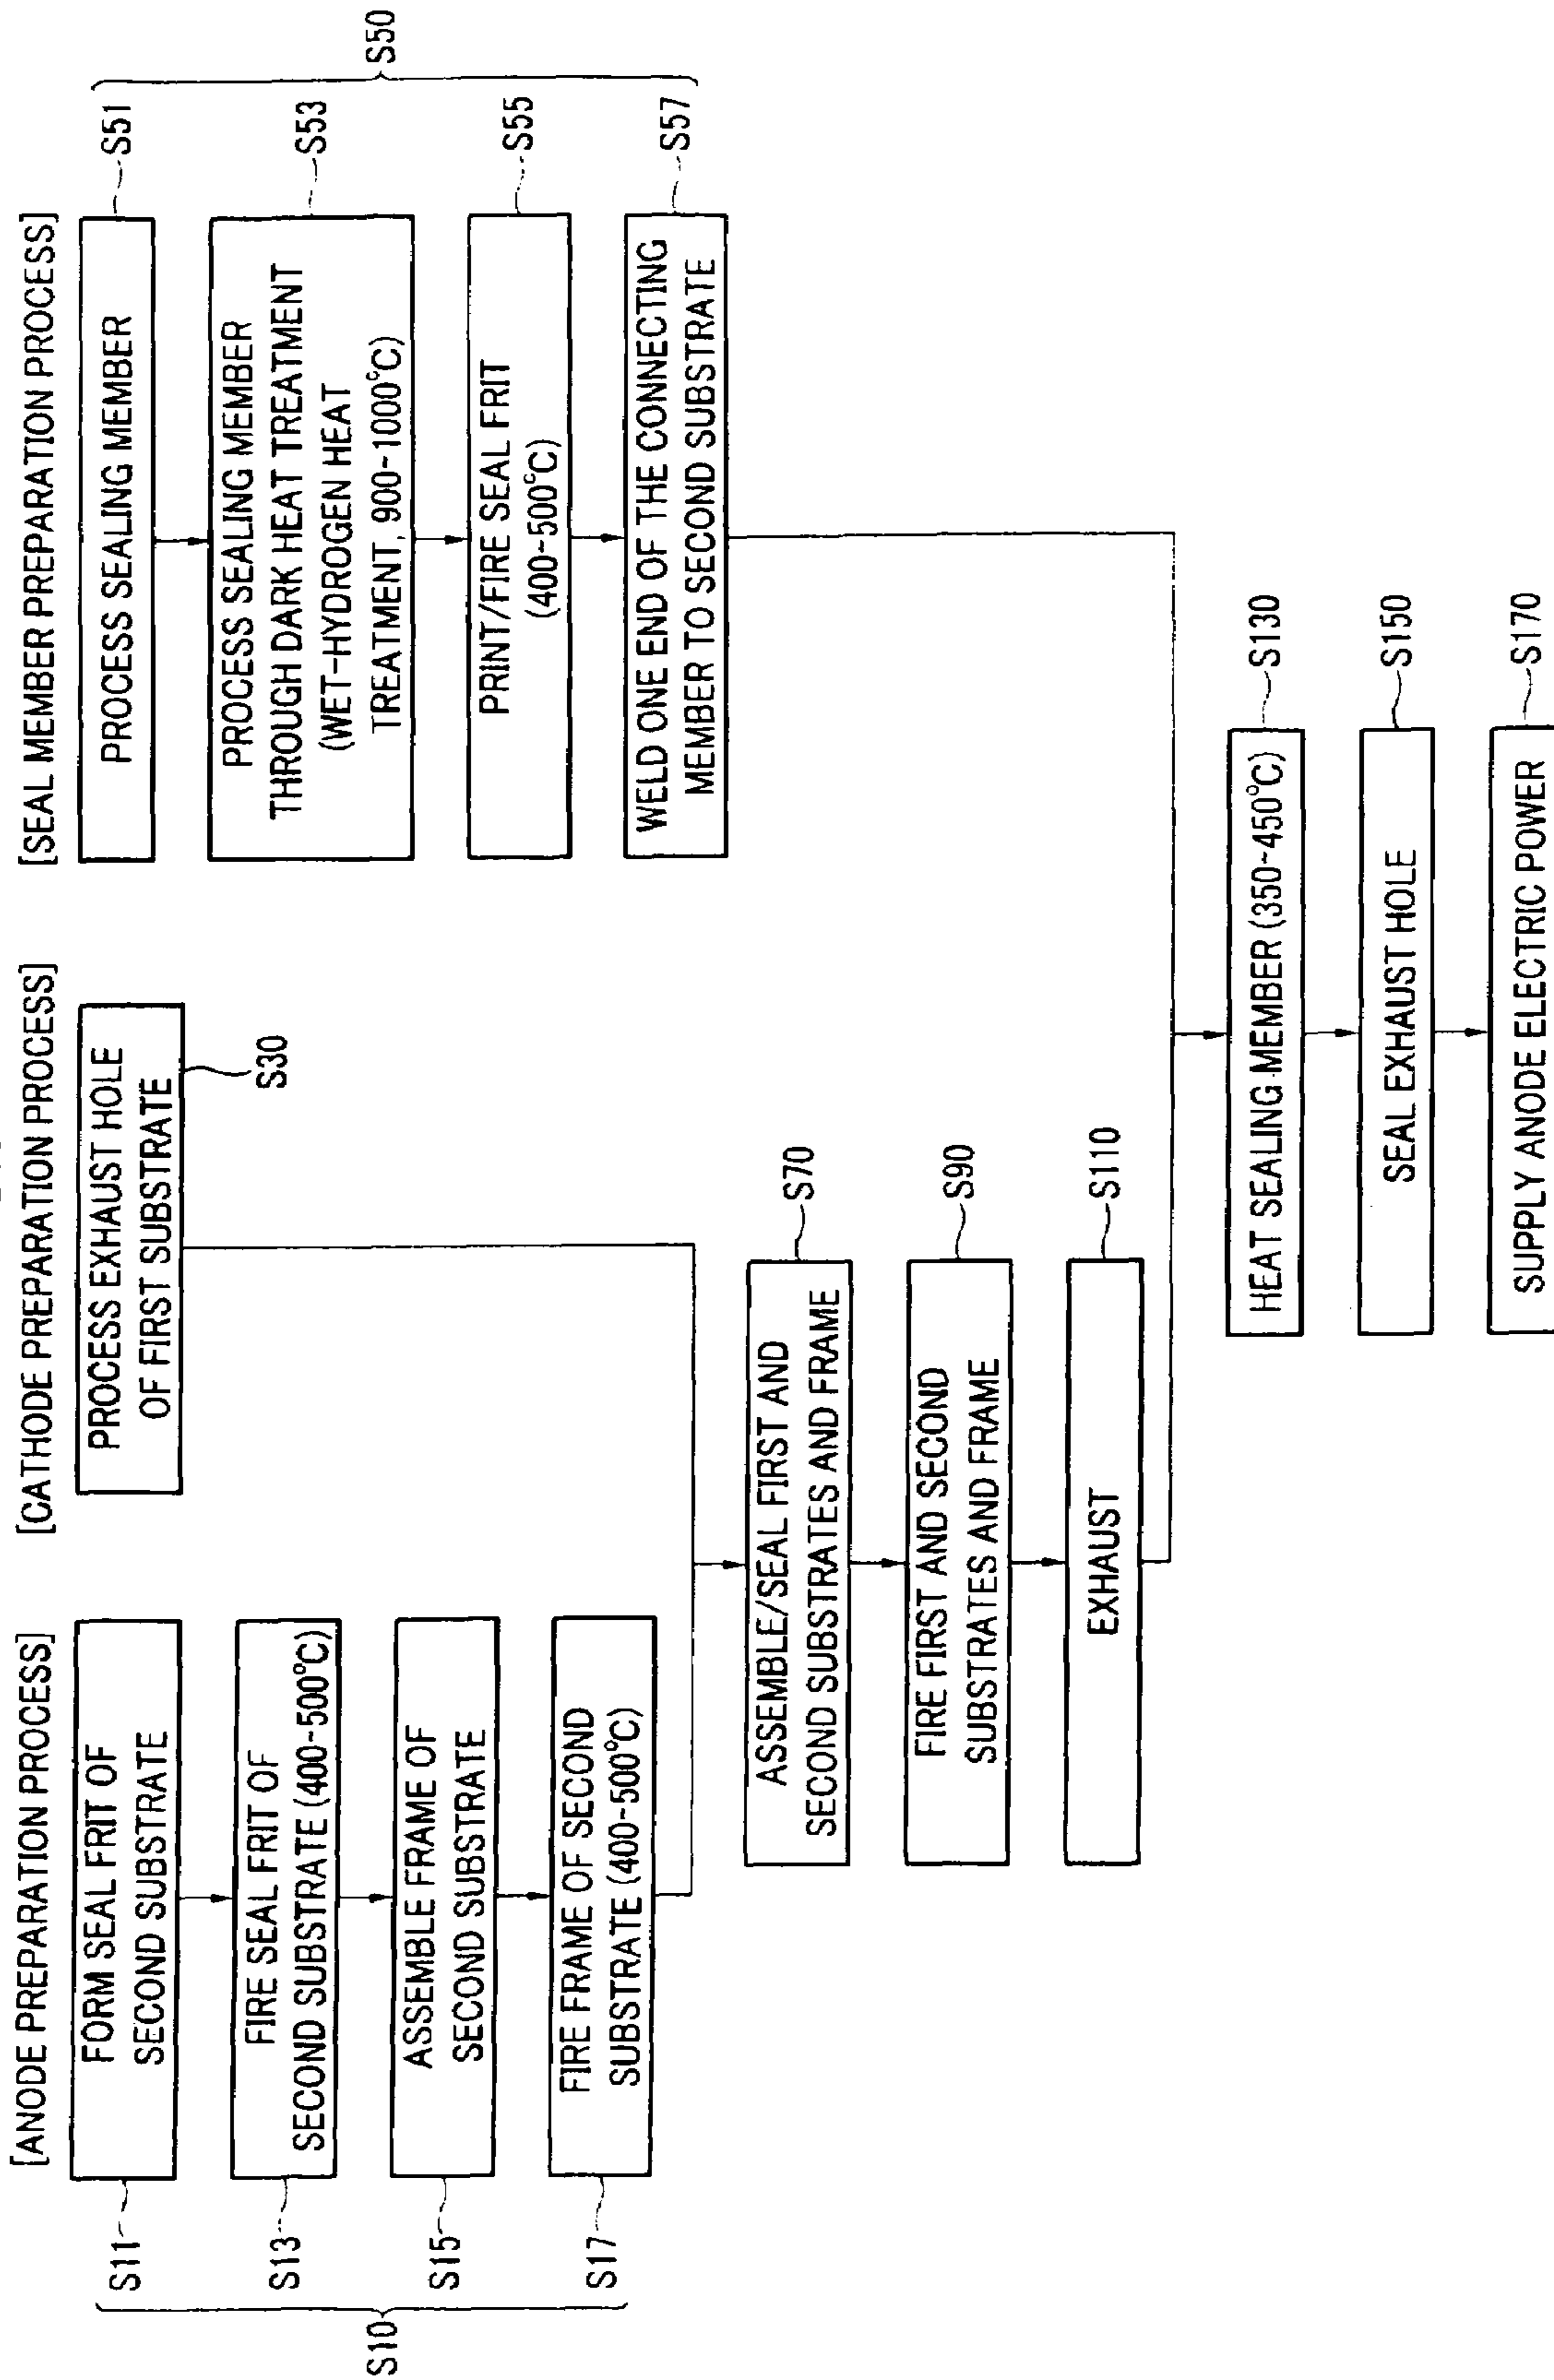 [ANODE PREPARATION PROCESS]
S10
S11
FORM SEAL FRIT OF
SECOND SUBSTRATE
S13
FIRE SEAL FRIT OF
SECOND SUBSTRATE (400~500°C)
S15
ASSEMBLE FRAME OF
SECOND SUBSTRATE
S17
FIRE FRAME OF SECOND
SUBSTRATE (400~500°C)
[CATHODE PREPARATION PROCESS]
PROCESS EXHAUST HOLE
OF FIRST SUBSTRATE
S30
[SEAL MEMBER PREPARATION PROCESS]
PROCESS SEALING MEMBER
S51
PROCESS SEALING MEMBER
THROUGH DARK HEAT TREATMENT
(WET-HYDROGEN HEAT
TREATMENT, 900~1000°C)
S53
PRINT/FIRE SEAL FRIT
(400~500°C)
S55
WELD ONE END OF THE CONNECTING
MEMBER TO SECOND SUBSTRATE
S57
S50
ASSEMBLE/SEAL FIRST AND
SECOND SUBSTRATES AND FRAME
S70
FIRE FIRST AND SECOND
SUBSTRATES AND FRAME
S90
EXHAUST
S110
HEAT SEALING MEMBER (350~450°C)
S130
SEAL EXHAUST HOLE
S150
SUPPLY ANODE ELECTRIC POWER
S170